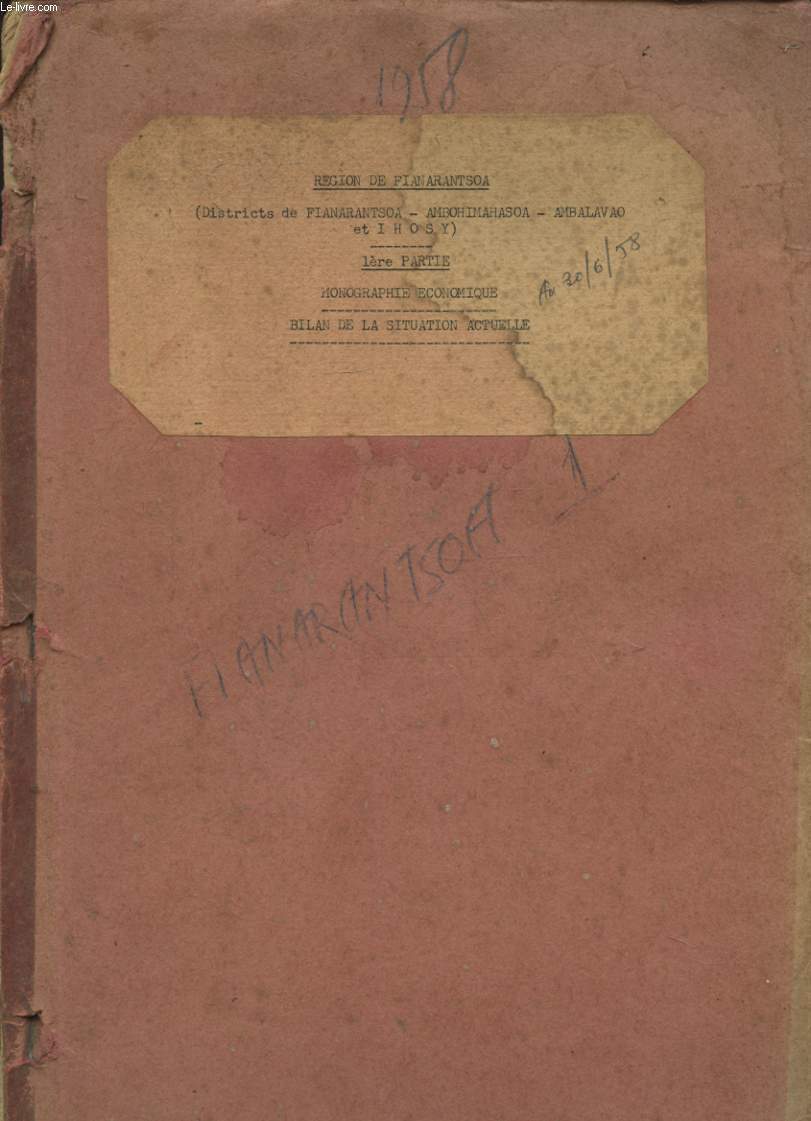 Le-livre.com
1958
REGION DE FIANARANTSOA
(Districts de FIANARANTSOA - AMBOHIMAHASOA - AMBALAVAO
et I H O S Y)
1ère PARTIE
Au 30/6/58
MONOGRAPHIE ECONOMIQUE
BILAN DE LA SITUATION ACTUELLE
1
FIANARANTSOA